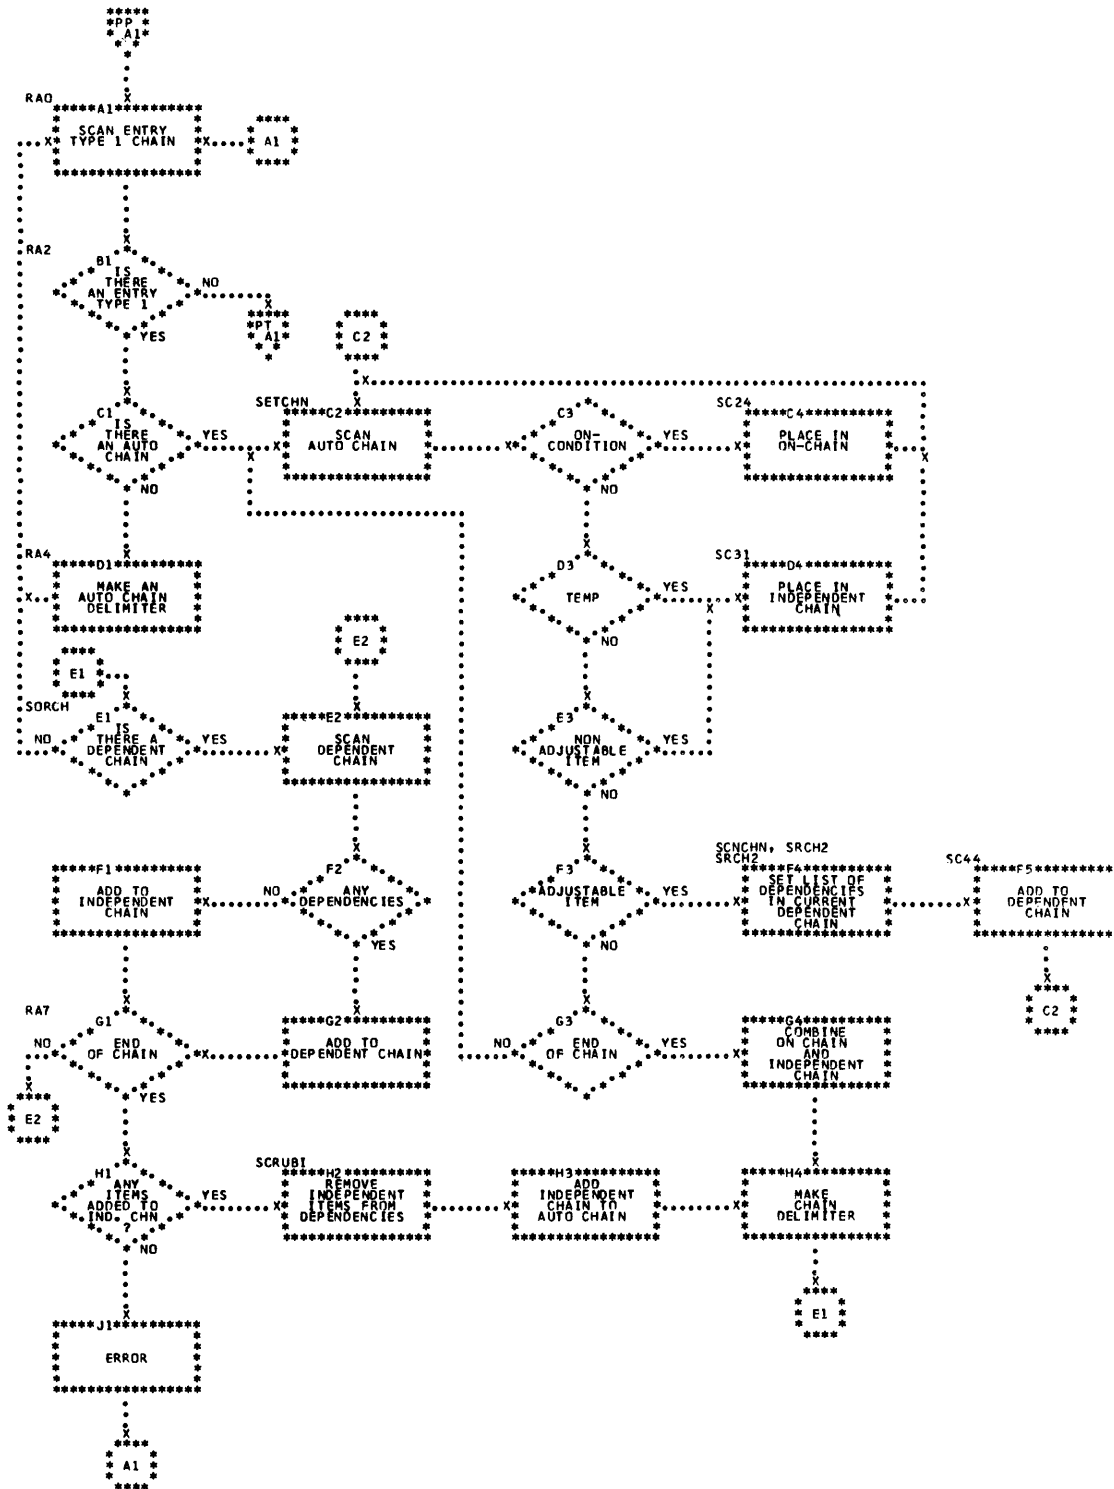 PP
A1
RA0
A1
SCAN ENTRY
TYPE 1 CHAIN
A1
RA2
B1
IS
THERE
AN ENTRY
TYPE 1
NO
YES
PT
A1
C2
C1
IS
THERE
AN AUTO
CHAIN
YES
NO
SETCHN
C2
SCAN
AUTO CHAIN
C3
ON-
CONDITION
YES
NO
SC24
C4
PLACE IN
ON-CHAIN
RA4
D1
MAKE AN
AUTO CHAIN
DELIMITER
D3
TEMP
YES
NO
SC31
D4
PLACE IN
INDEPENDENT
CHAIN
E2
E1
SORCH
E1
IS
THERE A
DEPENDENT
CHAIN
NO
YES
E2
SCAN
DEPENDENT
CHAIN
E3
NON
ADJUSTABLE
ITEM
YES
NO
F1
ADD TO
INDEPENDENT
CHAIN
F2
ANY
DEPENDENCIES
NO
YES
F3
ADJUSTABLE
ITEM
YES
NO
SCNCHN, SRCH2
SRCH2
F4
SET LIST OF
DEPENDENCIES
IN CURRENT
DEPENDENT
CHAIN
SC44
F5
ADD TO
DEPENDENT
CHAIN
C2
RA7
G1
END
OF CHAIN
NO
YES
E2
G2
ADD TO
DEPENDENT CHAIN
G3
END
OF CHAIN
NO
YES
G4
COMBINE
ON CHAIN
AND
INDEPENDENT
CHAIN
H1
ANY
ITEMS
ADDED TO
IND. CHN
?
YES
NO
SCRUBI
H2
REMOVE
INDEPENDENT
ITEMS FROM
DEPENDENCIES
H3
ADD
INDEPENDENT
CHAIN TO
AUTO CHAIN
H4
MAKE
CHAIN
DELIMITER
E1
J1
ERROR
A1